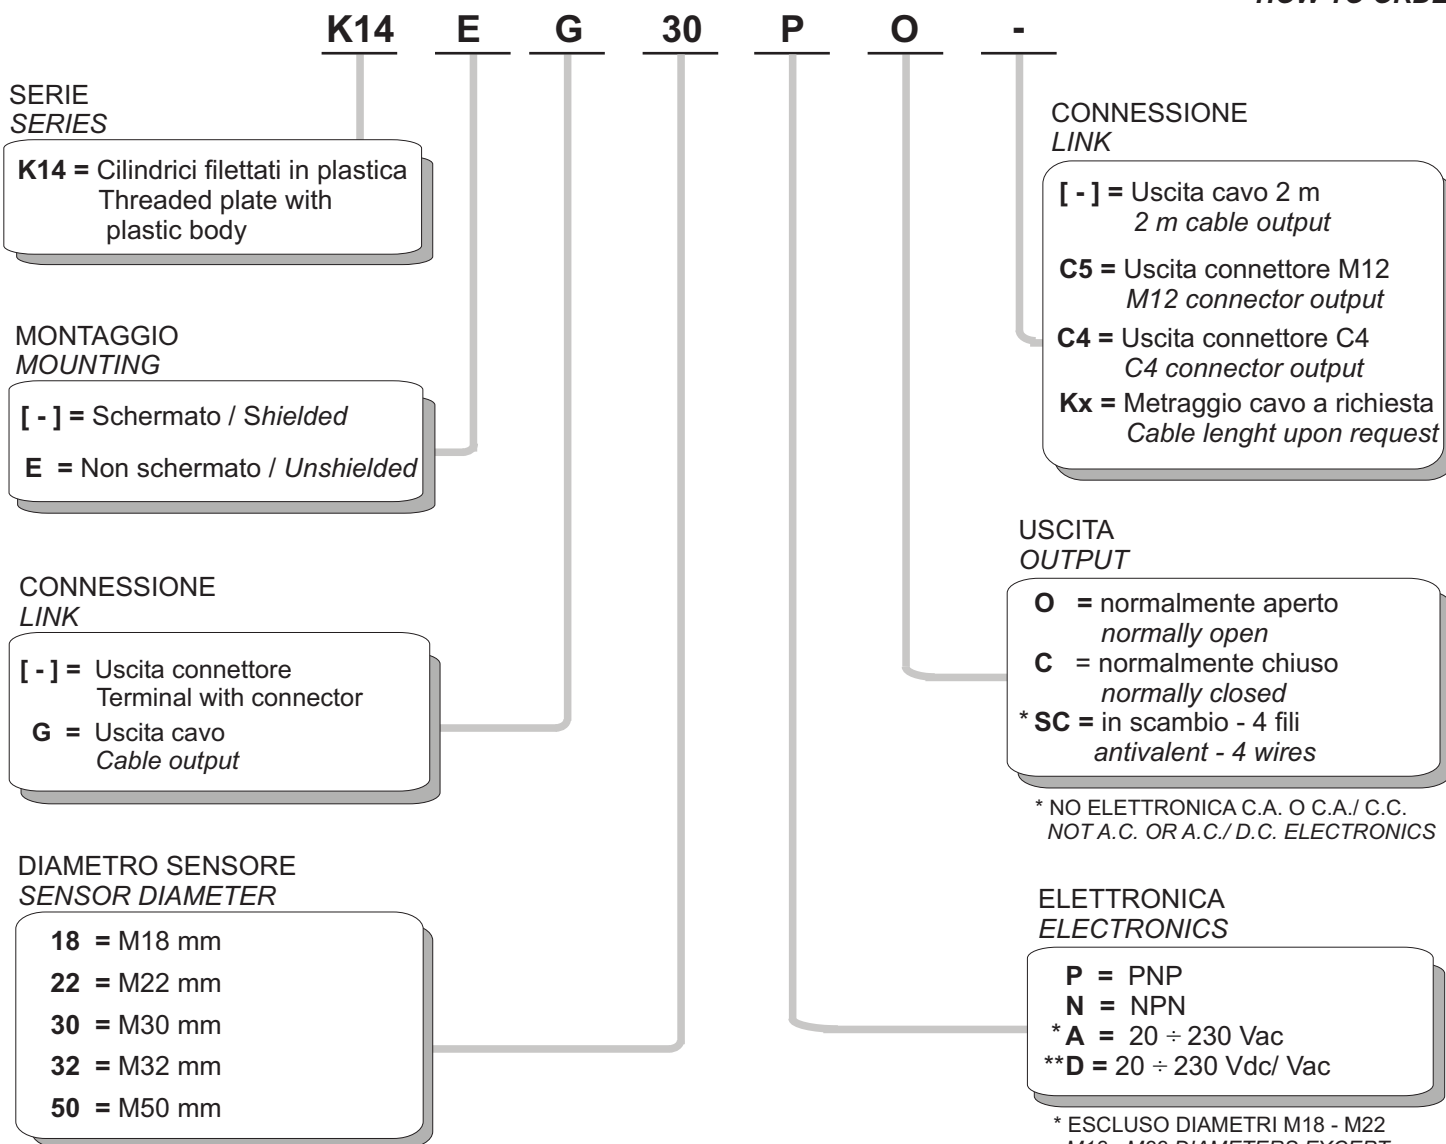 HOW TO ORDE
K14 E G 30 P O -
SERIE
SERIES
K14 = Cilindrici filettati in plastica
Threaded plate with
plastic body
MONTAGGIO
MOUNTING
[ - ] = Schermato / Shielded
E = Non schermato / Unshielded
CONNESSIONE
LINK
[ - ] = Uscita connettore
Terminal with connector
G = Uscita cavo
Cable output
DIAMETRO SENSORE
SENSOR DIAMETER
18 = M18 mm
22 = M22 mm
30 = M30 mm
32 = M32 mm
50 = M50 mm
CONNESSIONE
LINK
[ - ] = Uscita cavo 2 m
2 m cable output
C5 = Uscita connettore M12
M12 connector output
C4 = Uscita connettore C4
C4 connector output
Kx = Metraggio cavo a richiesta
Cable lenght upon request
USCITA
OUTPUT
O = normalmente aperto
normally open
C = normalmente chiuso
normally closed
* SC = in scambio - 4 fili
antivalent - 4 wires
* NO ELETTRONICA C.A. O C.A./ C.C.
NOT A.C. OR A.C./ D.C. ELECTRONICS
ELETTRONICA
ELECTRONICS
P = PNP
N = NPN
* A = 20 ÷ 230 Vac
** D = 20 ÷ 230 Vdc/ Vac
* ESCLUSO DIAMETRI M18 - M22